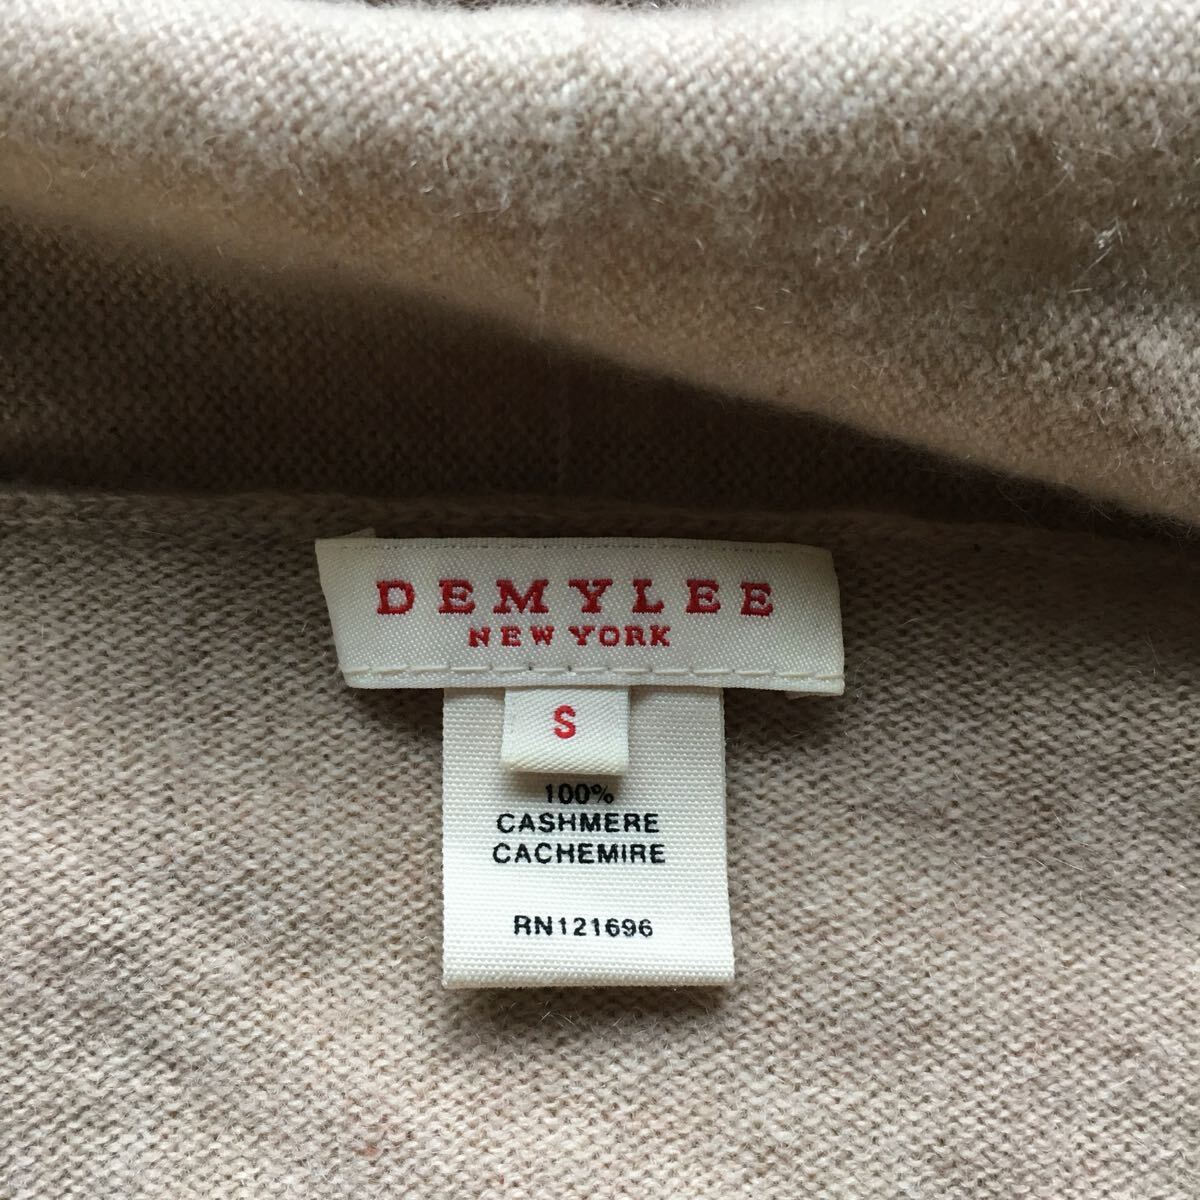 DEMYLEE
NEW YORK
S
100%
CASHMERE
CACHEMIRE
RN121696